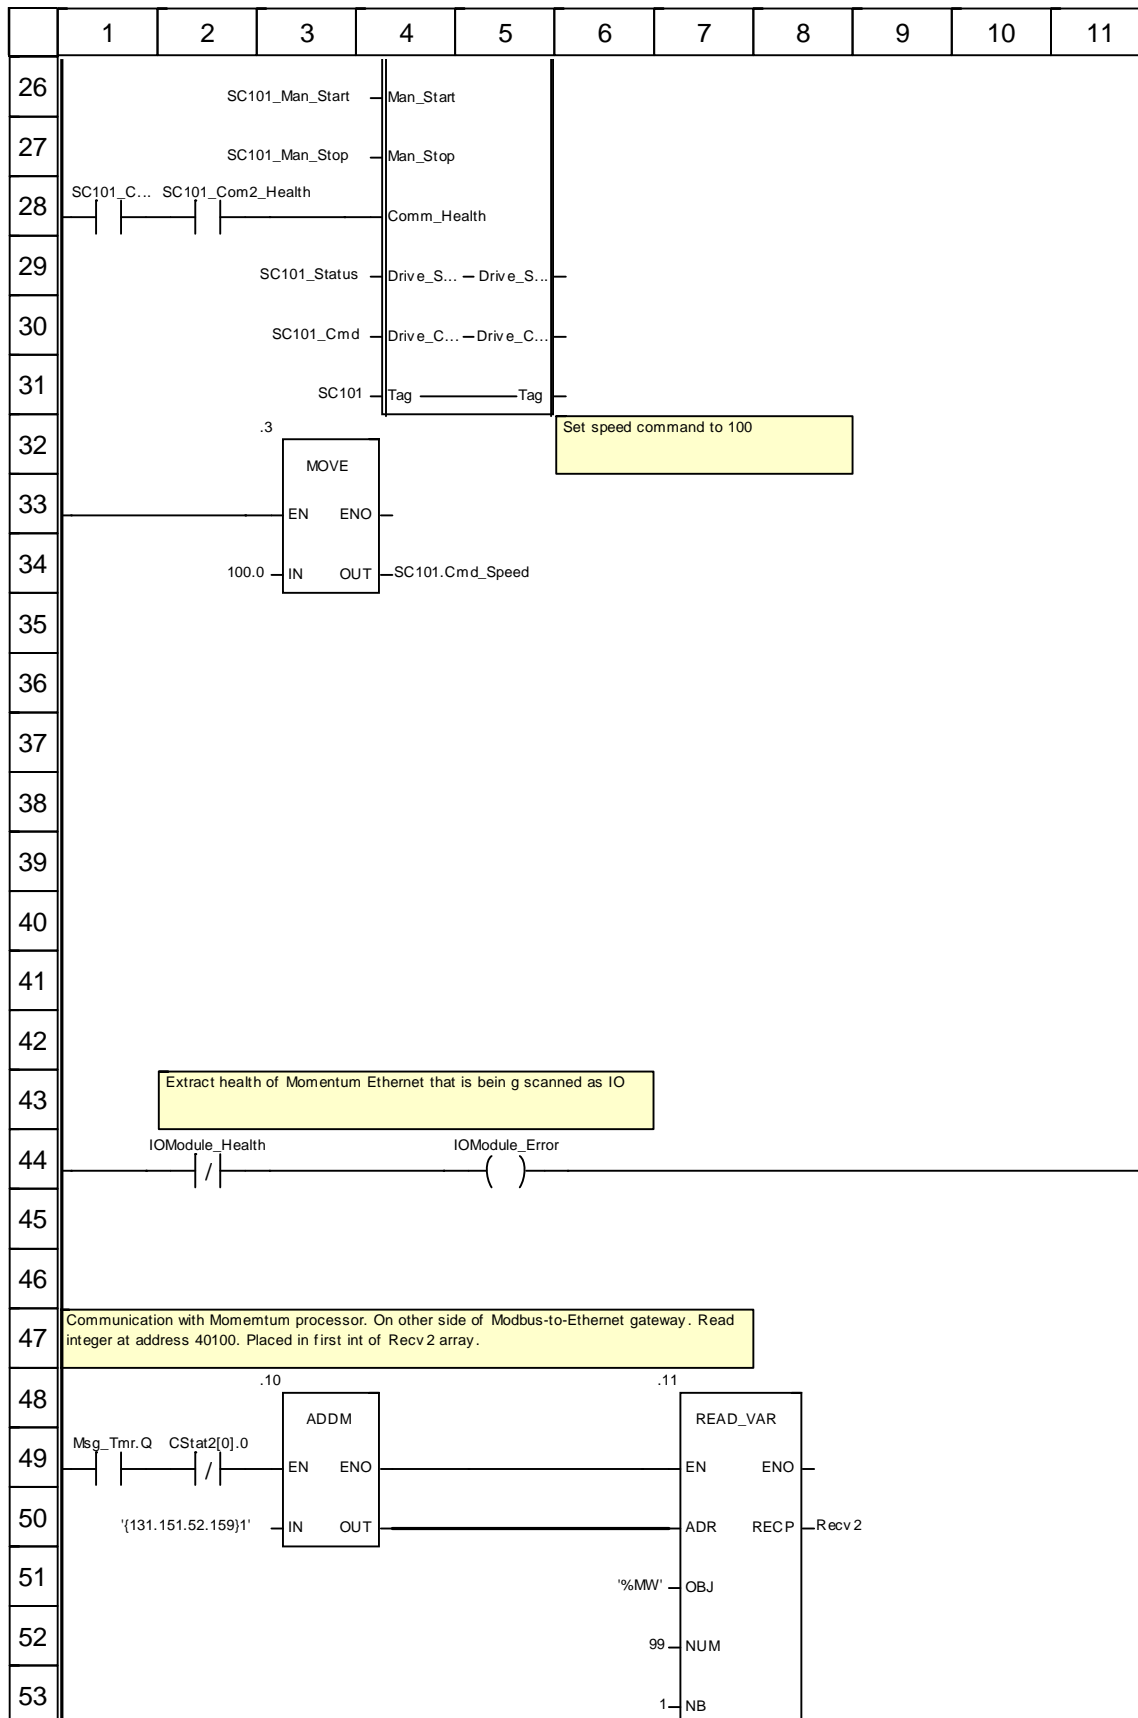 1 2 3 4 5 6 7 8 9 10 11
26 SC101_Man_Start Man_Start
27 SC101_Man_Stop Man_Stop
SC101_C... SC101_Com2_Health
28 Comm_Health
29 SC101_Status Drive_S... Drive_S...
30 SC101_Cmd Drive_C... Drive_C...
31 SC101 Tag Tag
.3 Set speed command to 100
32
MOVE
33 EN ENO
34 100.0 IN OUT SC101.Cmd_Speed
35
36
37
38
39
40
41
42
Extract health of Momentum Ethernet that is bein g scanned as IO
43
IOModule_Health IOModule_Error
44 /
45
46
Communication with Momemtum processor. On other side of Modbus-to-Ethernet gateway. Read
47 integer at address 40100. Placed in first int of Recv2 array.
.10 .11
48
ADDM READ_VAR
Msg_Tmr.Q CStat2[0].0
49 / EN ENO EN ENO
50 '{131.151.52.159}1' IN OUT ADR RECP Recv2
51 '%MW' OBJ
52 99 NUM
53 1 NB